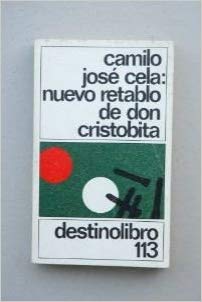 camilo
josé cela:
nuevo retablo
de don
cristobita
destinolibro
113